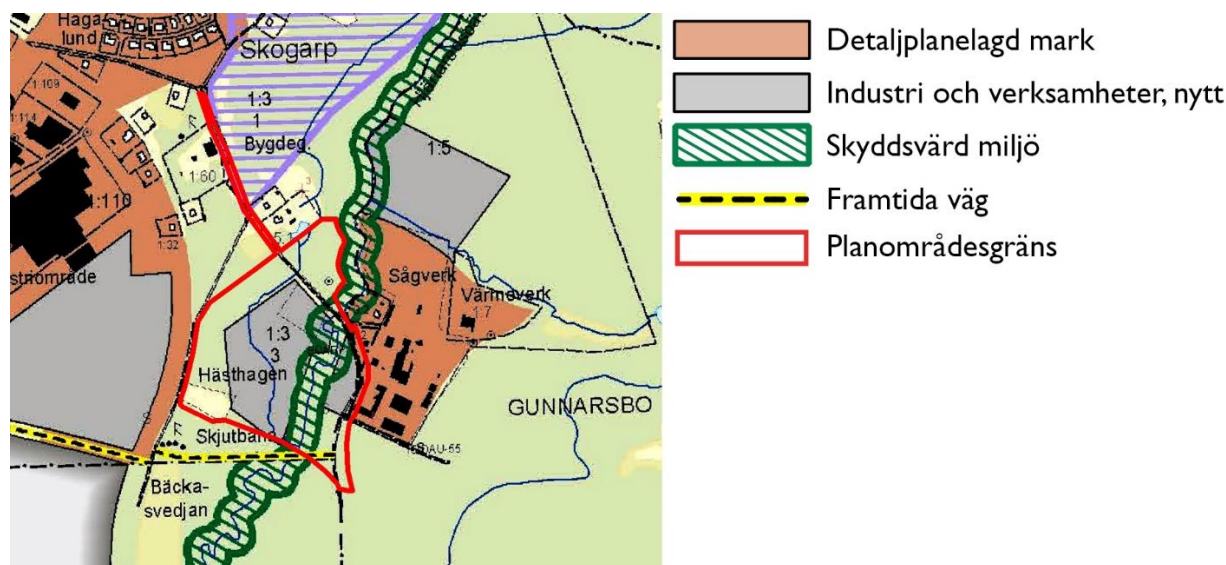 Haga
lund
Skogarp
1:109
1:114
1:3
1
Bygdeg.
1:5
1:60
1:110
1:32
5.1
striområde
Sågverk
Värmeverk
1:7
1:3
3
Hästhagen
GUNNARSBO
Skjutbana
Bäcka-
svedjan
Detaljplanelagd mark
Industri och verksamheter, nytt
Skyddsvärd miljö
Framtida väg
Planområdesgräns